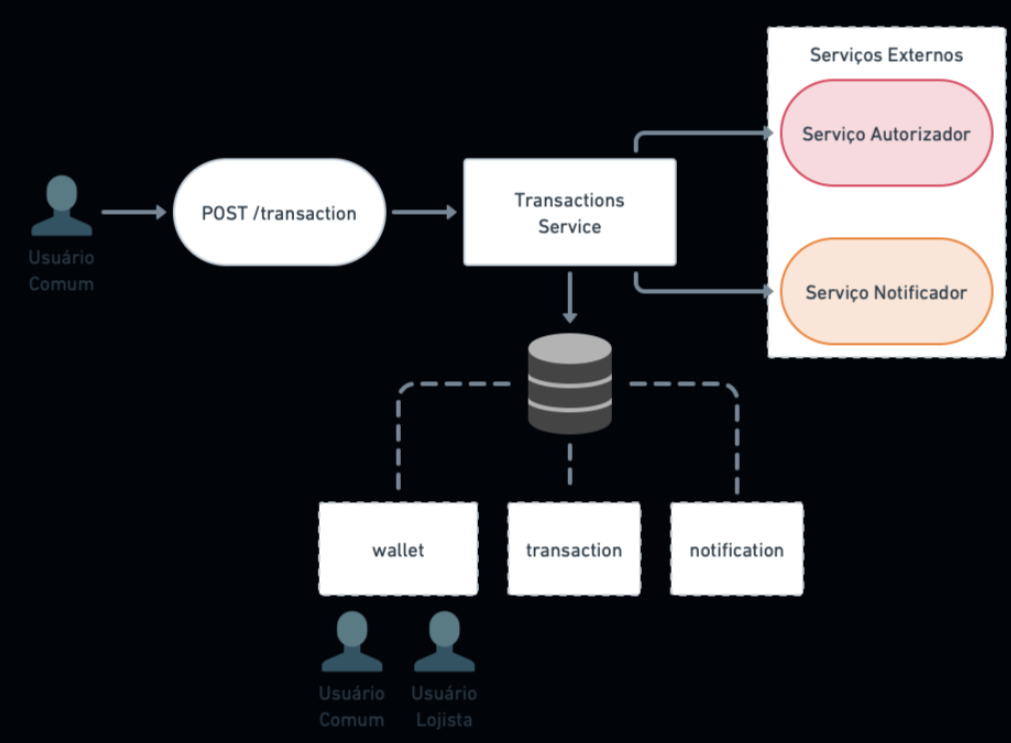 Serviços Externos
Serviço Autorizador
POST /transaction
Transactions
Service
Usuário
Comum
Serviço Notificador
wallet
transaction
notification
Usuário
Comum
Usuário
Lojista